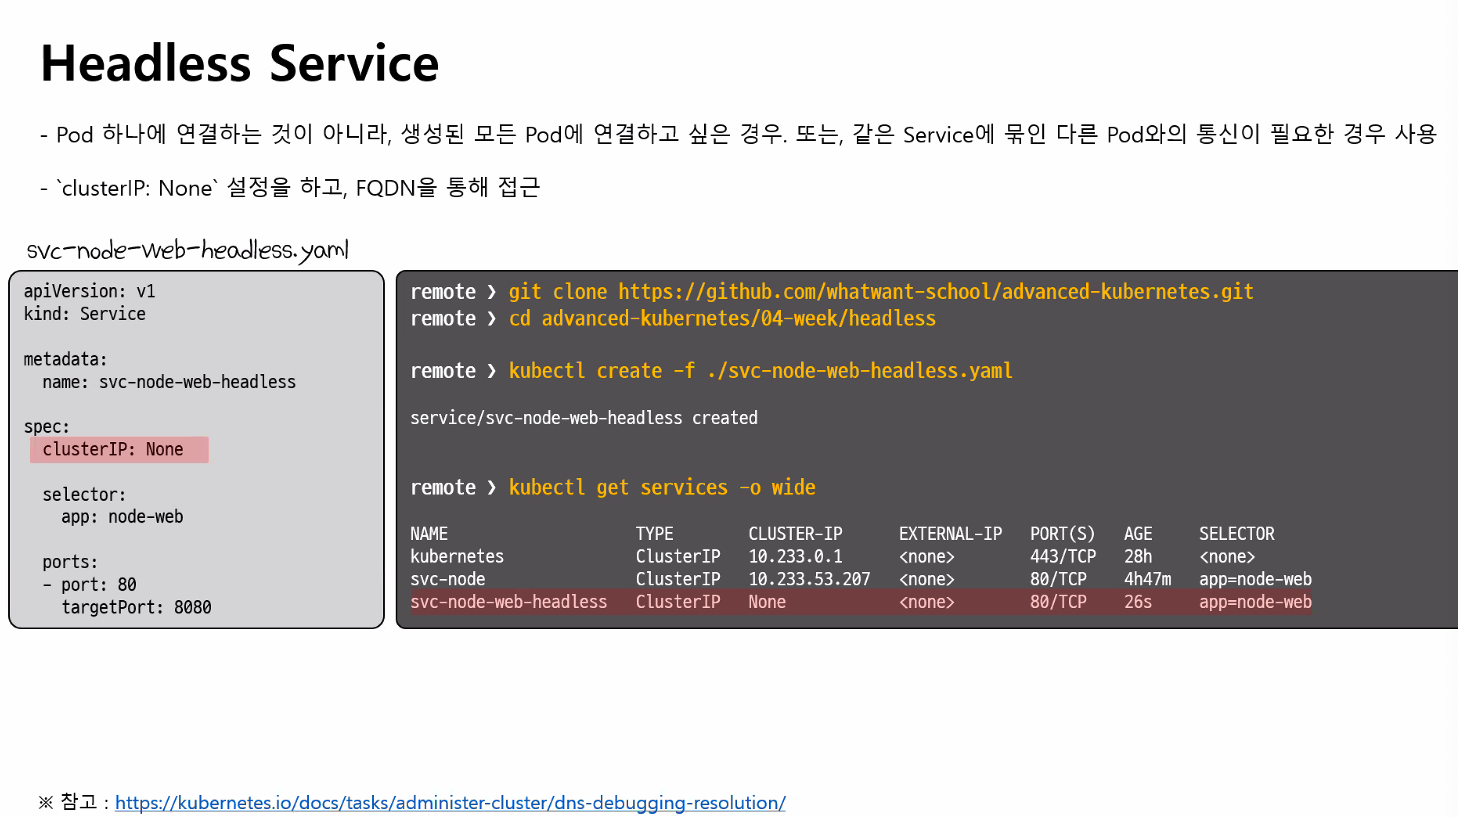 Headless Service
- Pod 하나에 연결하는 것이 아니라, 생성된 모든 Pod에 연결하고 싶은 경우. 또는, 같은 Service에 묶인 다른 Pod와의 통신이 필요한 경우 사용
- `clusterIP: None` 설정을 하고, FQDN을 통해 접근
svc-node-web-headless.yaml
apiVersion: v1
kind: Service
metadata:
  name: svc-node-web-headless
spec:
  clusterIP: None
  selector:
    app: node-web
  ports:
  - port: 80
    targetPort: 8080
remote ❯ git clone https://github.com/whatwant-school/advanced-kubernetes.git
remote ❯ cd advanced-kubernetes/04-week/headless
remote ❯ kubectl create -f ./svc-node-web-headless.yaml
service/svc-node-web-headless created
remote ❯ kubectl get services -o wide
NAME TYPE CLUSTER-IP EXTERNAL-IP PORT(S) AGE SELECTOR
kubernetes ClusterIP 10.233.0.1 <none> 443/TCP 28h <none>
svc-node ClusterIP 10.233.53.207 <none> 80/TCP 4h47m app=node-web
svc-node-web-headless ClusterIP None <none> 80/TCP 26s app=node-web
※ 참고 : https://kubernetes.io/docs/tasks/administer-cluster/dns-debugging-resolution/